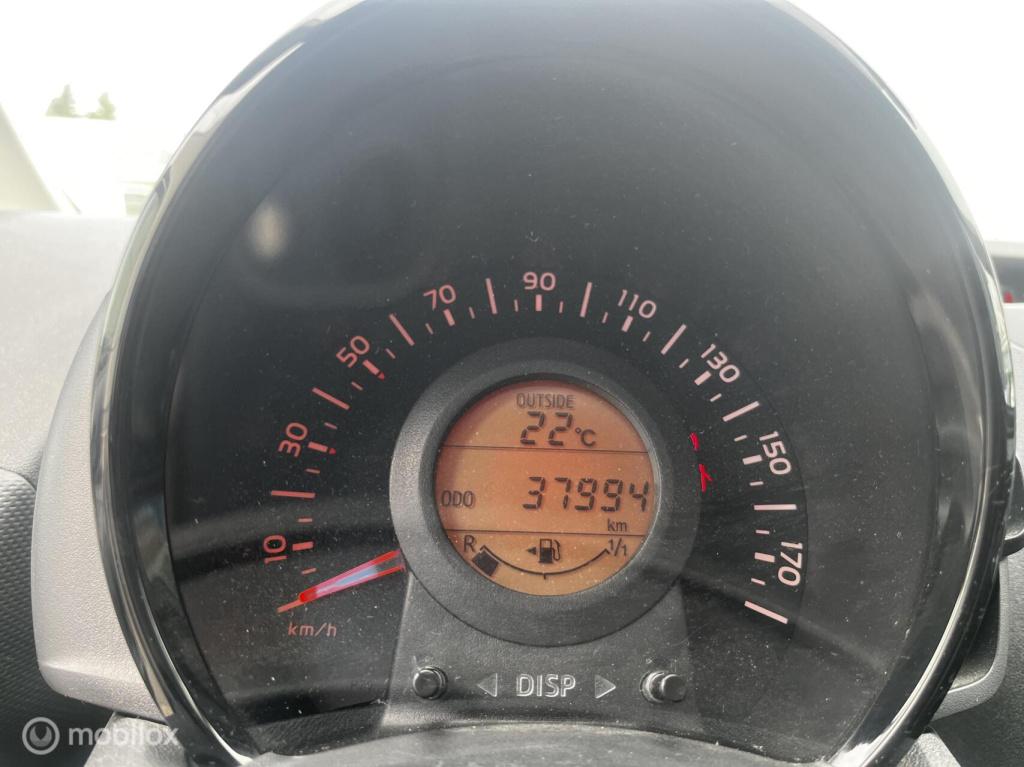 10
30
50
70
90
110
130
150
170
km/h
OUTSIDE
22°C
ODO 37994
km
R 1/1
DISP
mobilox